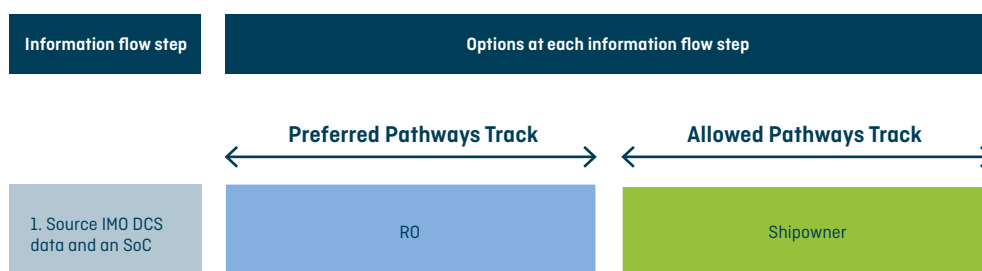 Information flow step
Options at each information flow step
Preferred Pathways Track
Allowed Pathways Track
1. Source IMO DCS
data and an SoC
RO
Shipowner